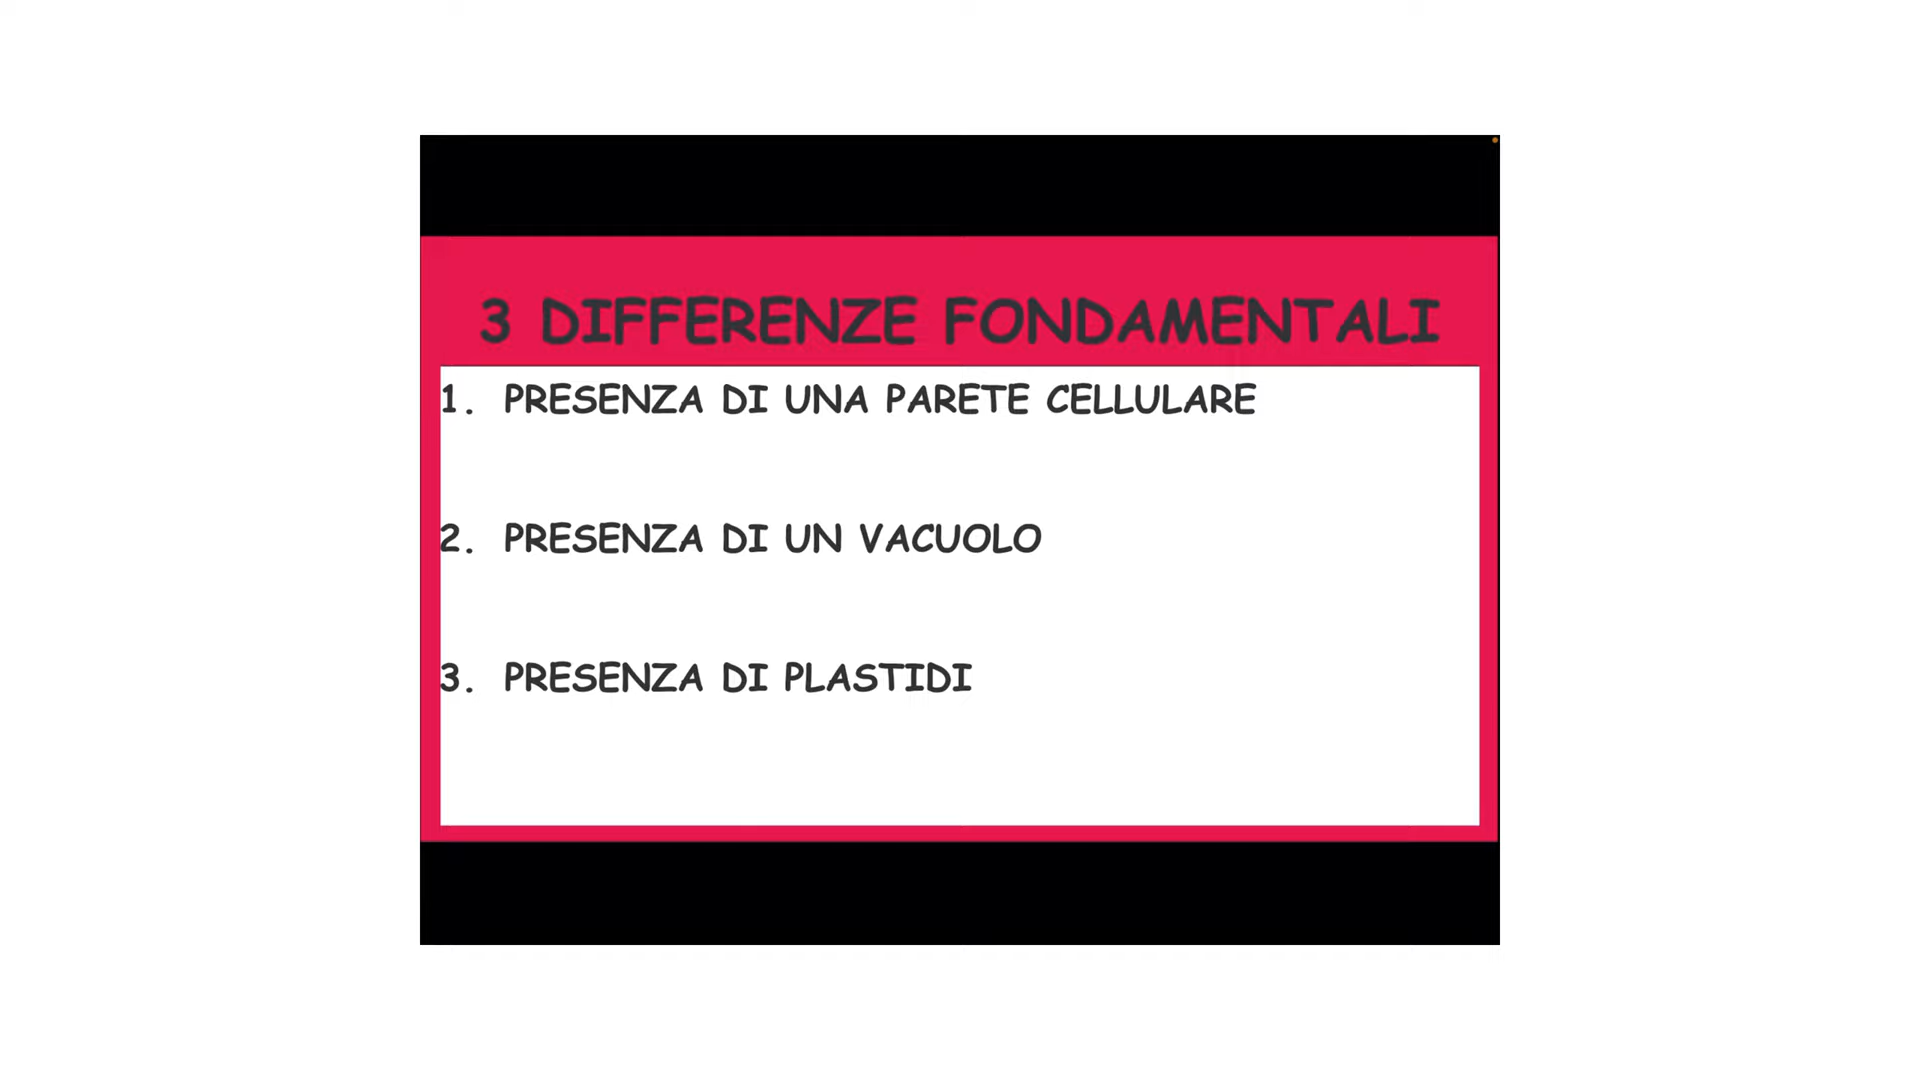 3 DIFFERENZE FONDAMENTALI
1. PRESENZA DI UNA PARETE CELLULARE
2. PRESENZA DI UN VACUOLO
3. PRESENZA DI PLASTIDI